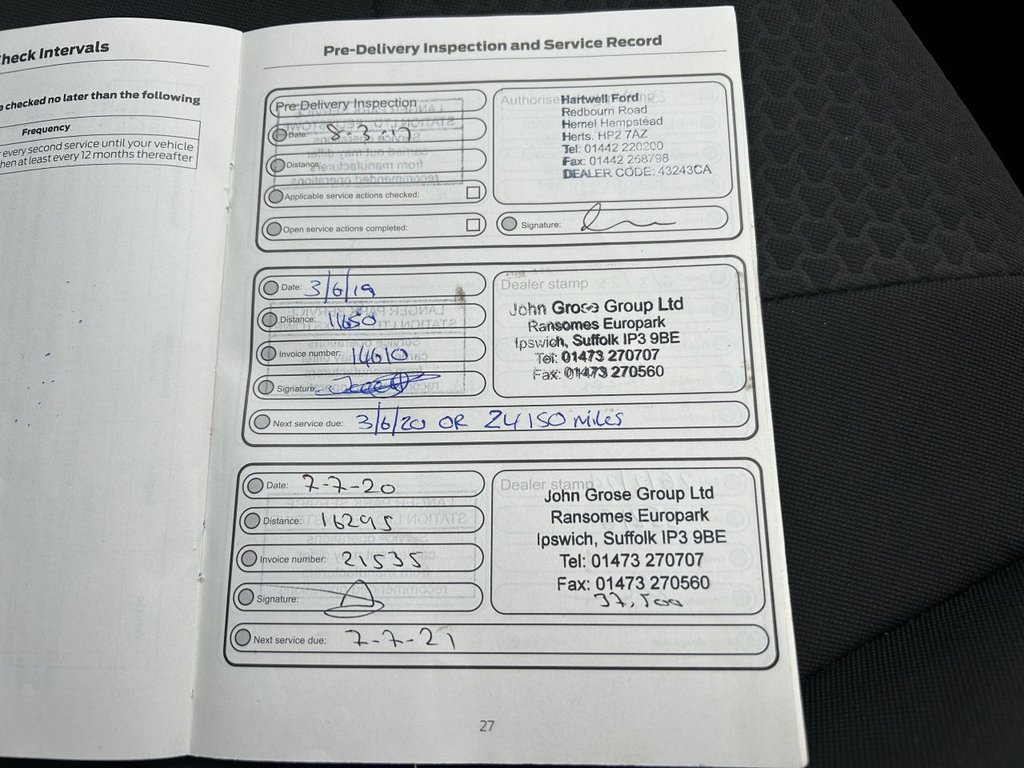 Check Intervals
e checked no later than the following
Frequency
every second service until your vehicle
hen at least every 12 months thereafter
Pre-Delivery Inspection and Service Record
Pre Delivery Inspection
Date: 8-3-17
Distance:
Applicable service actions checked:
Open service actions completed:
Hartwell Ford
Redbourn Road
Hemel Hempstead
Herts. HP2 7AZ
Tel: 01442 220200
Fax: 01442 258798
DEALER CODE: 43243CA
Signature:
Date: 3/6/19
Distance: 11650
Invoice number: 14610
Signature:
Next service due: 3/6/20 OR 24150 miles
Dealer stamp
John Grose Group Ltd
Ransomes Europark
Ipswich, Suffolk IP3 9BE
Tel: 01473 270707
Fax: 01473 270560
Date: 7-7-20
Distance: 16295
Invoice number: 21535
Signature:
Next service due: 7-7-21
Dealer stamp
John Grose Group Ltd
Ransomes Europark
Ipswich, Suffolk IP3 9BE
Tel: 01473 270707
Fax: 01473 270560
37,500
27